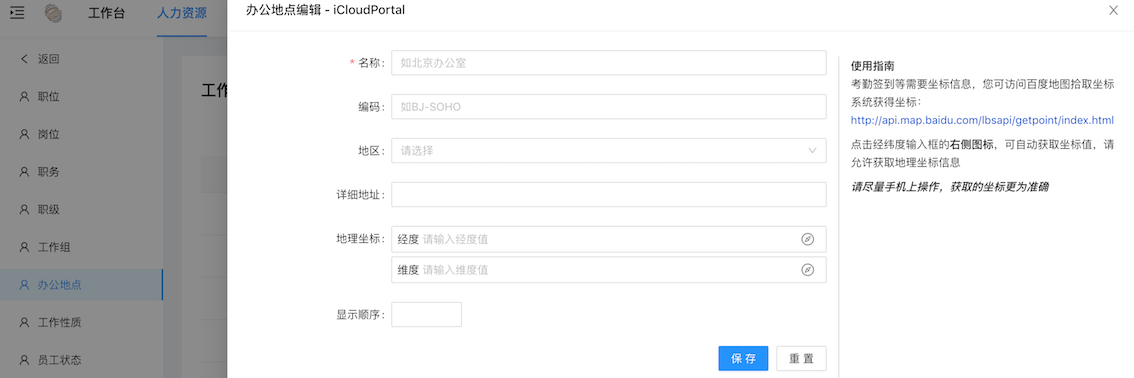 工作台
人力资源
返回
职位
岗位
职务
职级
工作组
办公地点
工作性质
员工状态
工作
办公地点编辑 - iCloudPortal
* 名称:
如北京办公室
编码:
如BJ-SOHO
地区:
请选择
详细地址:
地理坐标:
经度 请输入经度值
维度 请输入维度值
显示顺序:
保 存
重 置
使用指南
考勤签到等需要坐标信息，您可访问百度地图拾取坐标
系统获得坐标：
http://api.map.baidu.com/lbsapi/getpoint/index.html
点击经纬度输入框的右侧图标，可自动获取坐标值，请
允许获取地理坐标信息
请尽量手机上操作，获取的坐标更为准确